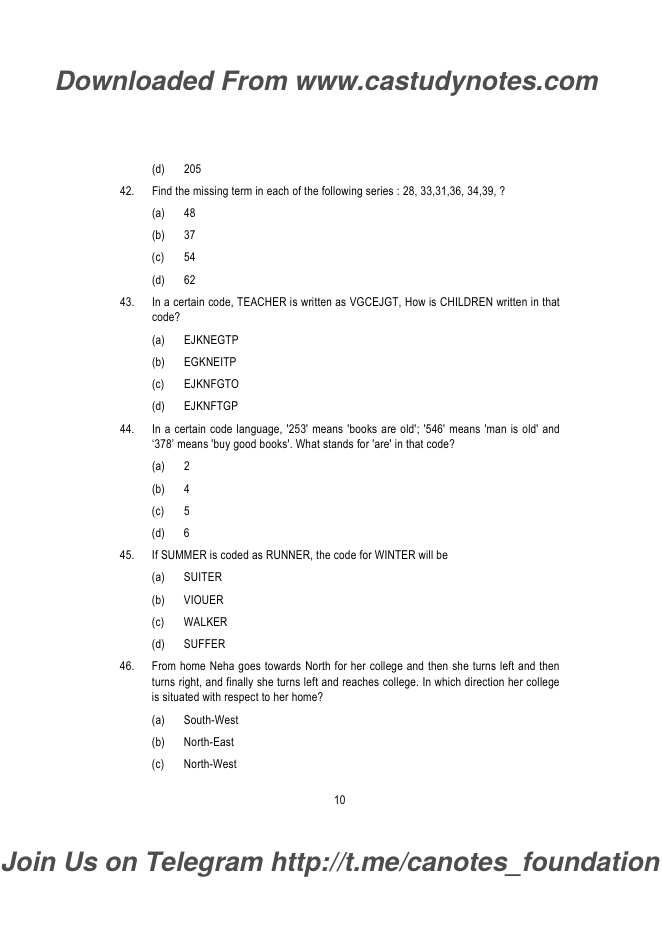 Downloaded From www.castudynotes.com
(d) 205
42. Find the missing term in each of the following series : 28, 33,31,36, 34,39, ?
(a) 48
(b) 37
(c) 54
(d) 62
43. In a certain code, TEACHER is written as VGCEJGT, How is CHILDREN written in that
code?
(a) EJKNEGTP
(b) EGKNEITP
(c) EJKNFGTO
(d) EJKNFTGP
44. In a certain code language, '253' means 'books are old'; '546' means 'man is old' and
‘378’ means 'buy good books'. What stands for 'are' in that code?
(a) 2
(b) 4
(c) 5
(d) 6
45. If SUMMER is coded as RUNNER, the code for WINTER will be
(a) SUITER
(b) VIOUER
(c) WALKER
(d) SUFFER
46. From home Neha goes towards North for her college and then she turns left and then
turns right, and finally she turns left and reaches college. In which direction her college
is situated with respect to her home?
(a) South-West
(b) North-East
(c) North-West
10
Join Us on Telegram http://t.me/canotes_foundation